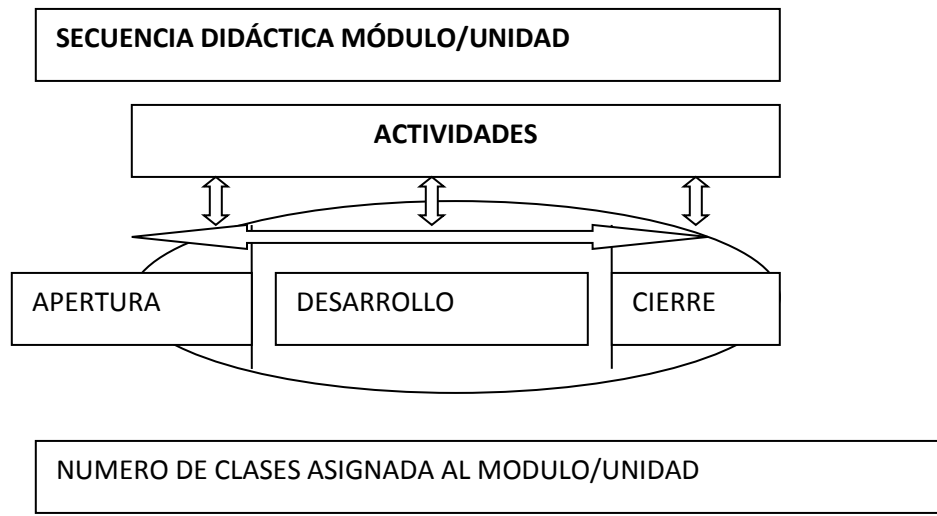 SECUENCIA DIDÁCTICA MÓDULO/UNIDAD
ACTIVIDADES
APERTURA
DESARROLLO
CIERRE
NUMERO DE CLASES ASIGNADA AL MODULO/UNIDAD